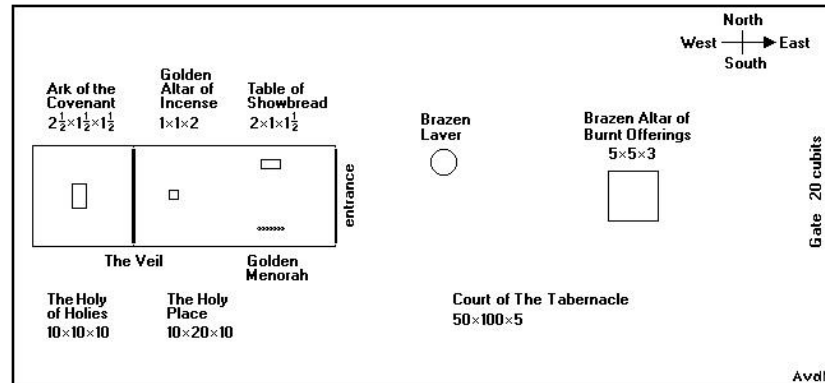 North
West East
South
Ark of the
Covenant
2½×1½×1½
Golden
Altar of
Incense
1×1×2
Table of
Showbread
2×1×1½
Brazen
Laver
Brazen Altar of
Burnt Offerings
5×5×3
entrance
Gate 20 cubits
The Veil
Golden
Menorah
The Holy
of Holies
10×10×10
The Holy
Place
10×20×10
Court of The Tabernacle
50×100×5